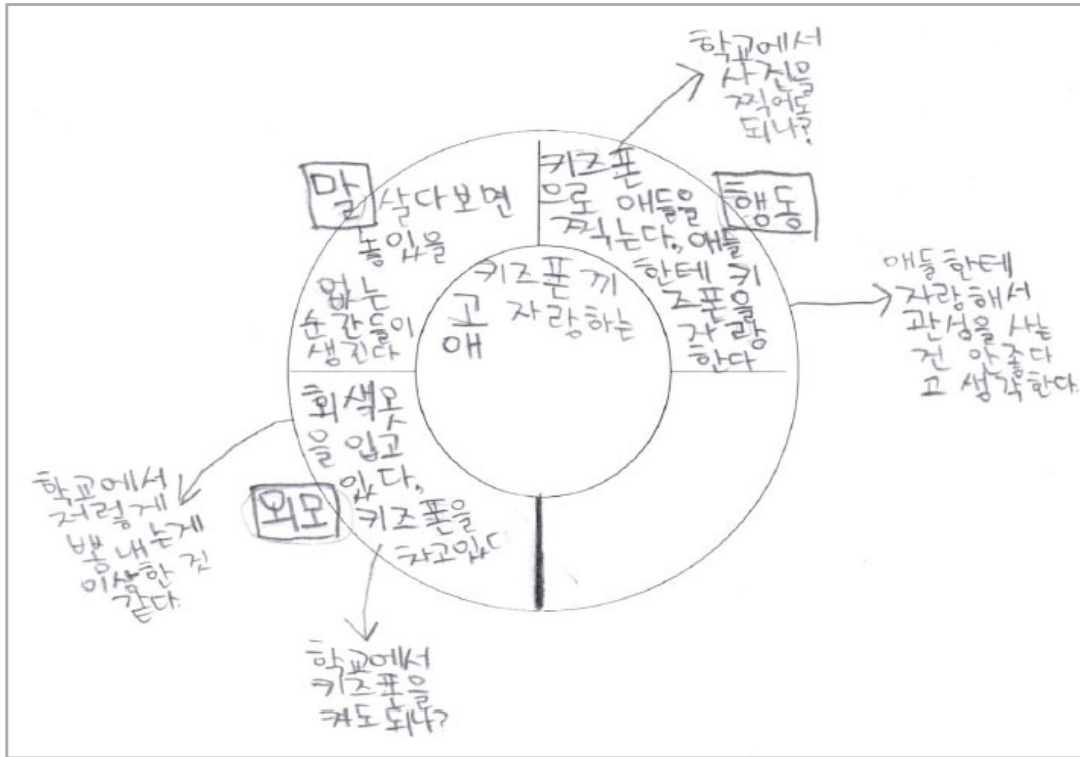 학교에서
사진을
찍어도
되나?
말
살다보면
놓있을
없는
순간들이
생긴다
키즈폰
으로 애들을
찍는다, 애들
한테 키
즈폰을
자랑
한다
행동
애들한테
자랑해서
관심을 사는
건 안좋다
고 생각한다.
키즈폰끼
고 자랑하는
애
회색옷
을 입고
있다,
키즈폰을
차고있다
외모
학교에서
저렇게
뽐내는게
이상한 것
같다.
학교에서
키즈폰을
켜도되나?